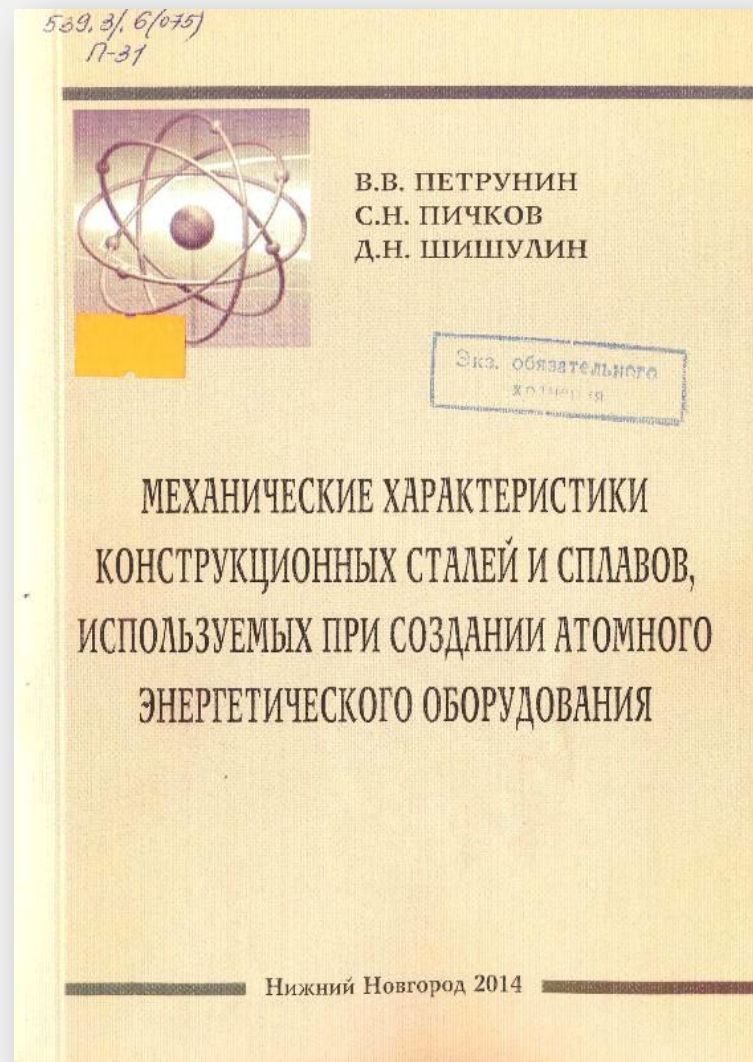 539.3/.6(075)
П-31
В.В. ПЕТРУНИН
С.Н. ПИЧКОВ
Д.Н. ШИШУЛИН
Экз. обязательного
хранения
МЕХАНИЧЕСКИЕ ХАРАКТЕРИСТИКИ
КОНСТРУКЦИОННЫХ СТАЛЕЙ И СПЛАВОВ,
ИСПОЛЬЗУЕМЫХ ПРИ СОЗДАНИИ АТОМНОГО
ЭНЕРГЕТИЧЕСКОГО ОБОРУДОВАНИЯ
Нижний Новгород 2014